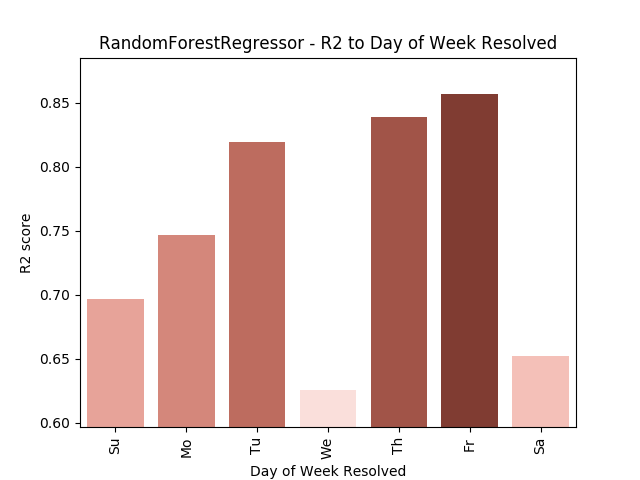 RandomForestRegressor - R2 to Day of Week Resolved
0.85
0.80
0.75
0.70
0.65
0.60
R2 score
Su
Mo
Tu
We
Th
Fr
Sa
Day of Week Resolved